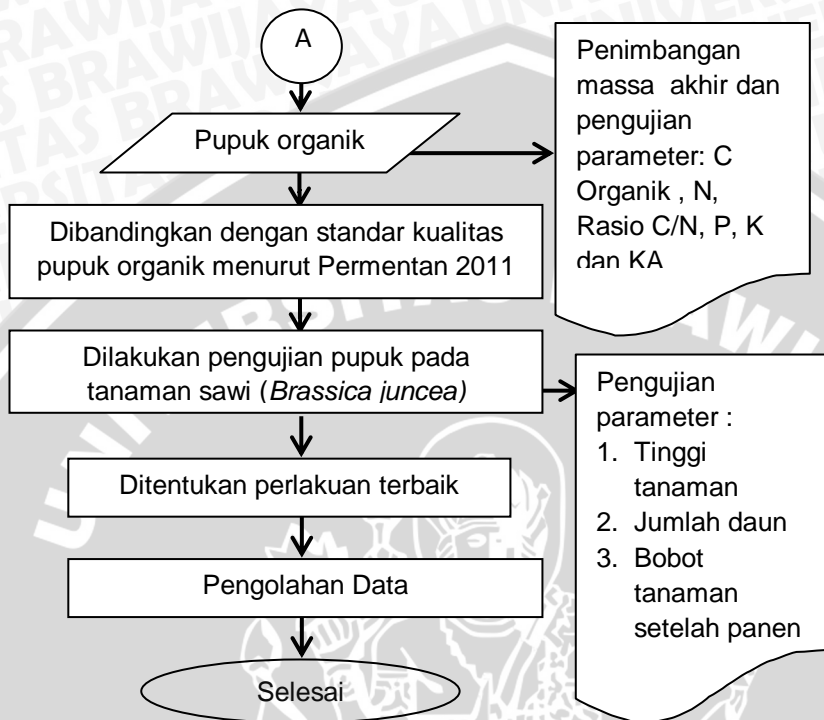 A
Pupuk organik
Penimbangan
massa akhir dan
pengujian
parameter: C
Organik , N,
Rasio C/N, P, K
dan KA
Dibandingkan dengan standar kualitas
pupuk organik menurut Permentan 2011
Dilakukan pengujian pupuk pada
tanaman sawi (Brassica juncea)
Pengujian
parameter :
1. Tinggi
tanaman
2. Jumlah daun
3. Bobot
tanaman
setelah panen
Ditentukan perlakuan terbaik
Pengolahan Data
Selesai